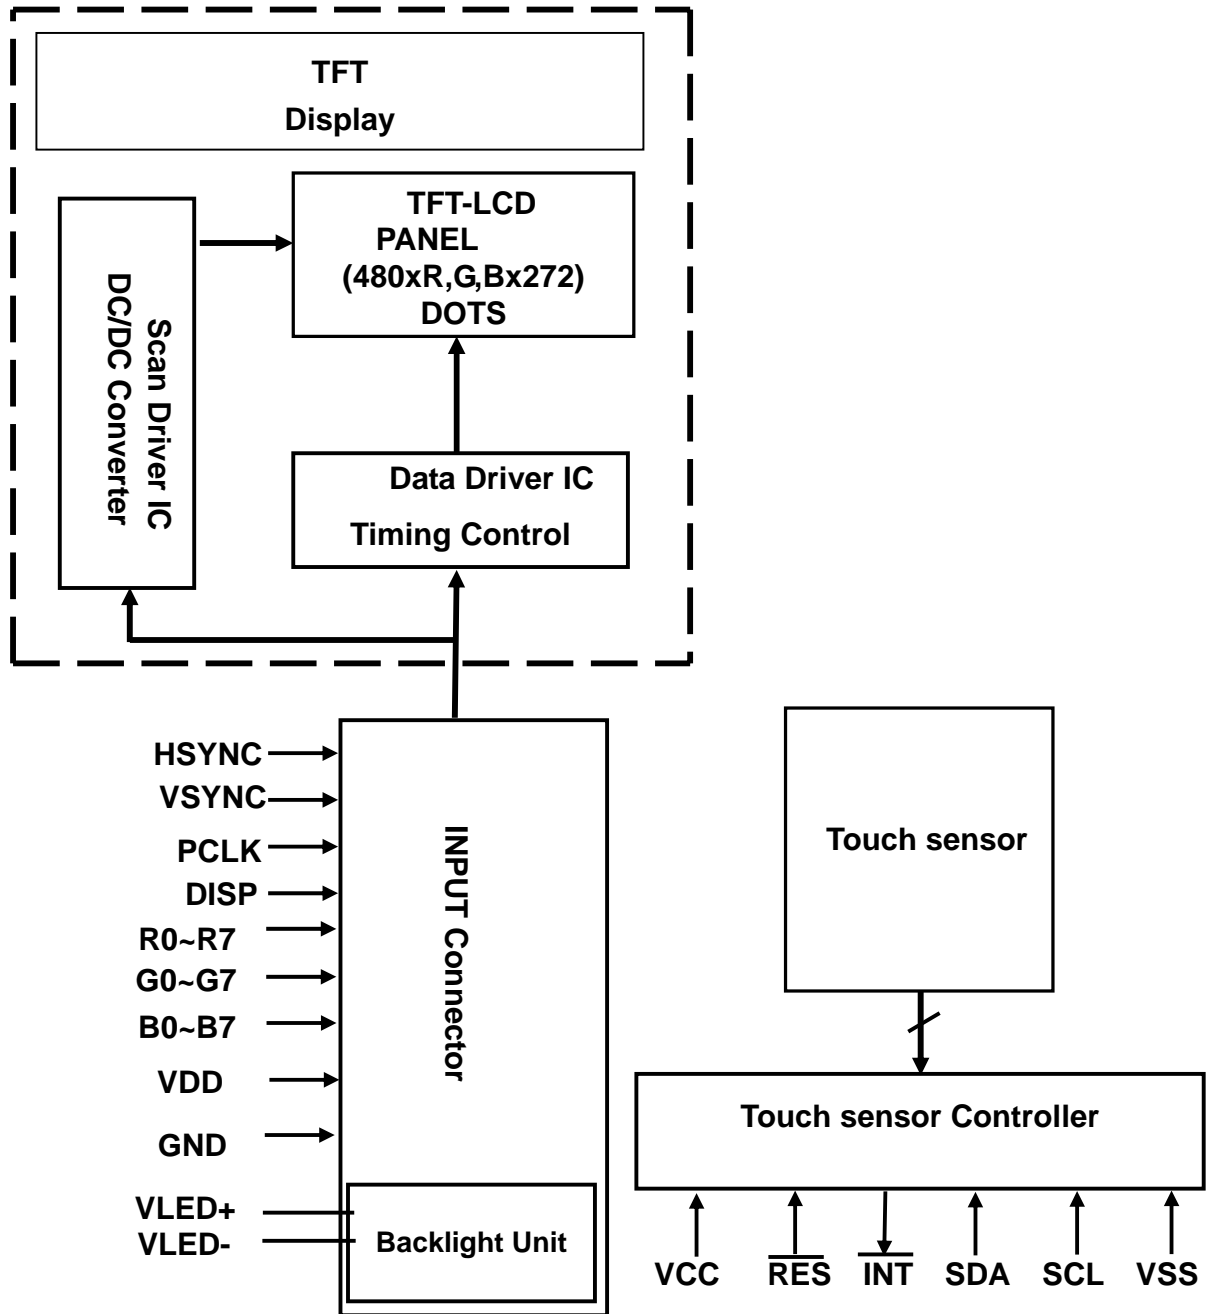 TFT
Display
TFT-LCD
PANEL
(480xR,G,Bx272)
DOTS
Scan Driver IC
DC/DC Converter
Data Driver IC
Timing Control
HSYNC
VSYNC
PCLK
DISP
R0~R7
G0~G7
B0~B7
VDD
GND
VLED+
VLED-
INPUT Connector
Backlight Unit
Touch sensor
Touch sensor Controller
VCC R̅E̅S̅ I̅N̅T̅ SDA SCL VSS